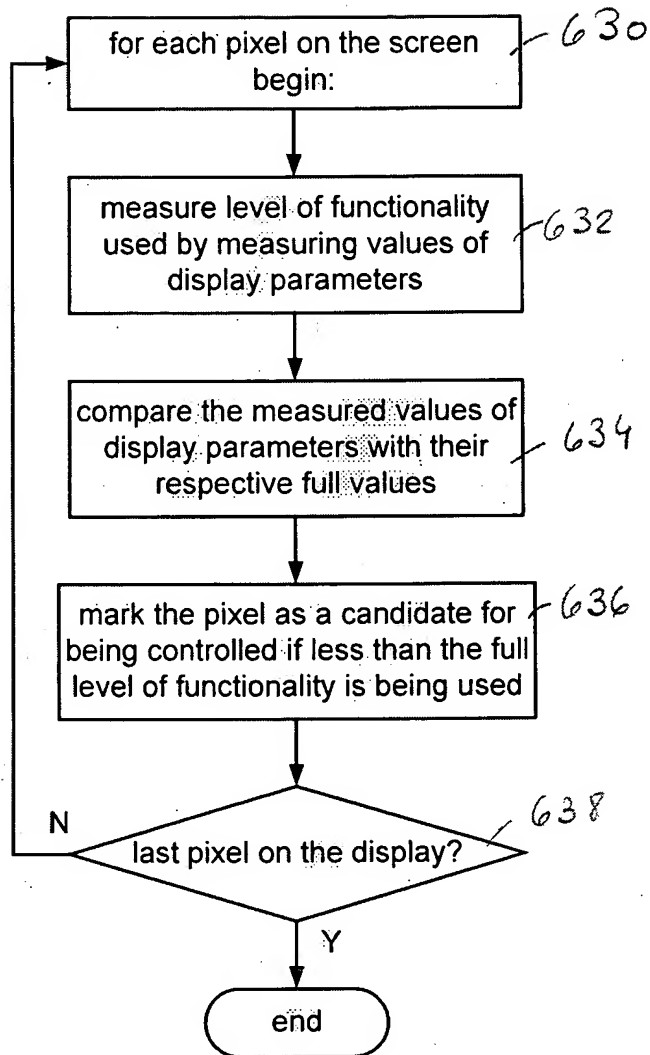 for each pixel on the screen
begin:
630
measure level of functionality
used by measuring values of
display parameters
632
compare the measured values of
display parameters with their
respective full values
634
mark the pixel as a candidate for
being controlled if less than the full
level of functionality is being used
636
last pixel on the display?
638
N
Y
end